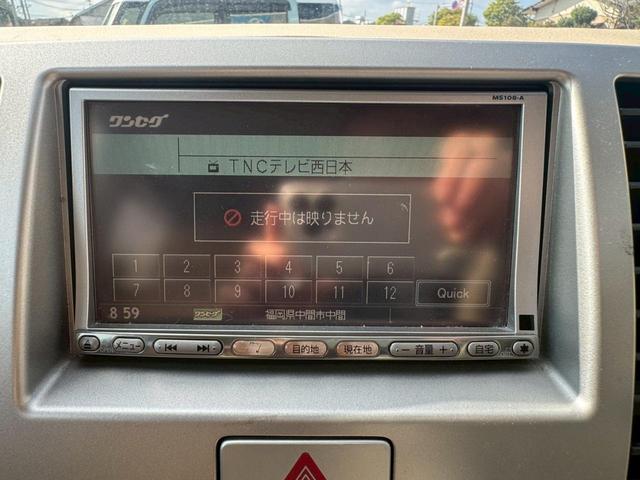 MS108-A
ワンセグ
TNCテレビ西日本
走行中は映りません
1 2 3 4 5 6
7 8 9 10 11 12 Quick
8 59 ワンセグ 福岡県中間市中間
メニュー 目的地 現在地 - 音量 + 自宅